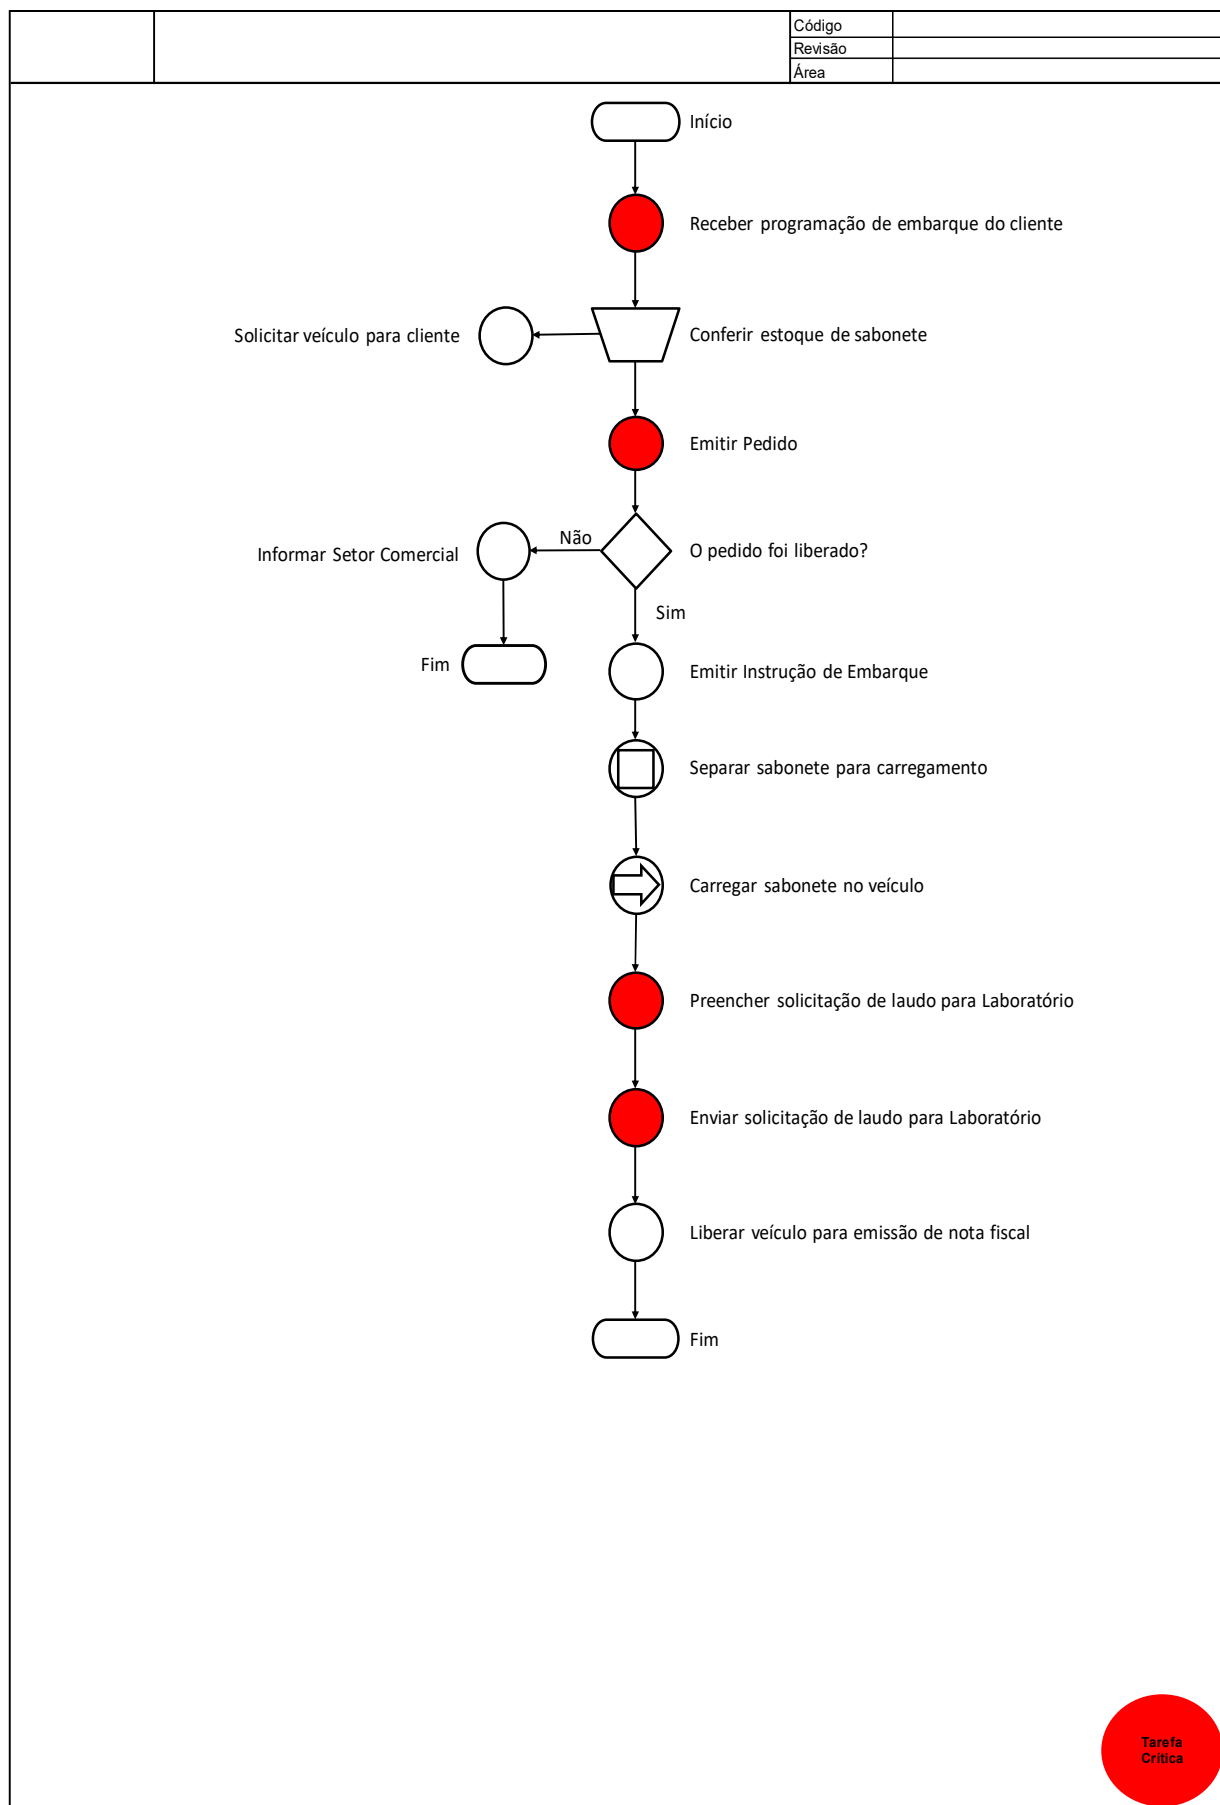 Código
Revisão
Área
Início
Receber programação de embarque do cliente
Solicitar veículo para cliente
Conferir estoque de sabonete
Emitir Pedido
Não
Informar Setor Comercial
O pedido foi liberado?
Sim
Fim
Emitir Instrução de Embarque
Separar sabonete para carregamento
Carregar sabonete no veículo
Preencher solicitação de laudo para Laboratório
Enviar solicitação de laudo para Laboratório
Liberar veículo para emissão de nota fiscal
Fim
Tarefa
Crítica